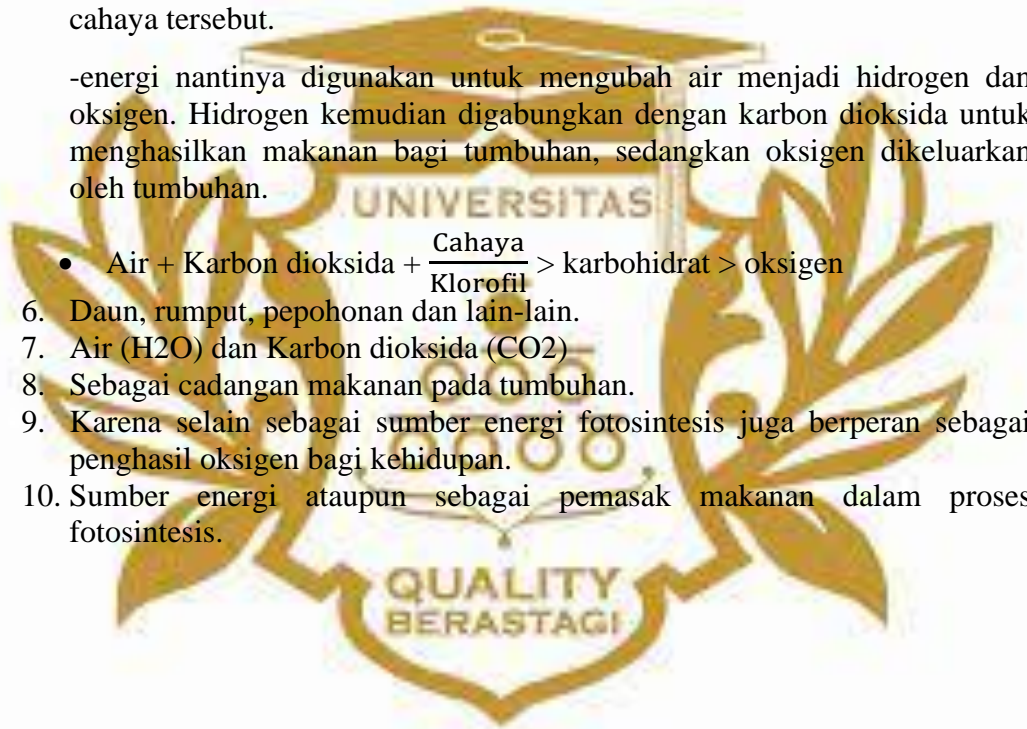 cahaya tersebut.
-energi nantinya digunakan untuk mengubah air menjadi hidrogen dan
oksigen. Hidrogen kemudian digabungkan dengan karbon dioksida untuk
menghasilkan makanan bagi tumbuhan, sedangkan oksigen dikeluarkan
oleh tumbuhan.
UNIVERSITAS
• Air + Karbon dioksida + Cahaya/Klorofil > karbohidrat > oksigen
6. Daun, rumput, pepohonan dan lain-lain.
7. Air (H2O) dan Karbon dioksida (CO2)
8. Sebagai cadangan makanan pada tumbuhan.
9. Karena selain sebagai sumber energi fotosintesis juga berperan sebagai
penghasil oksigen bagi kehidupan.
10. Sumber energi ataupun sebagai pemasak makanan dalam proses
fotosintesis.
QUALITY
BERASTAGI